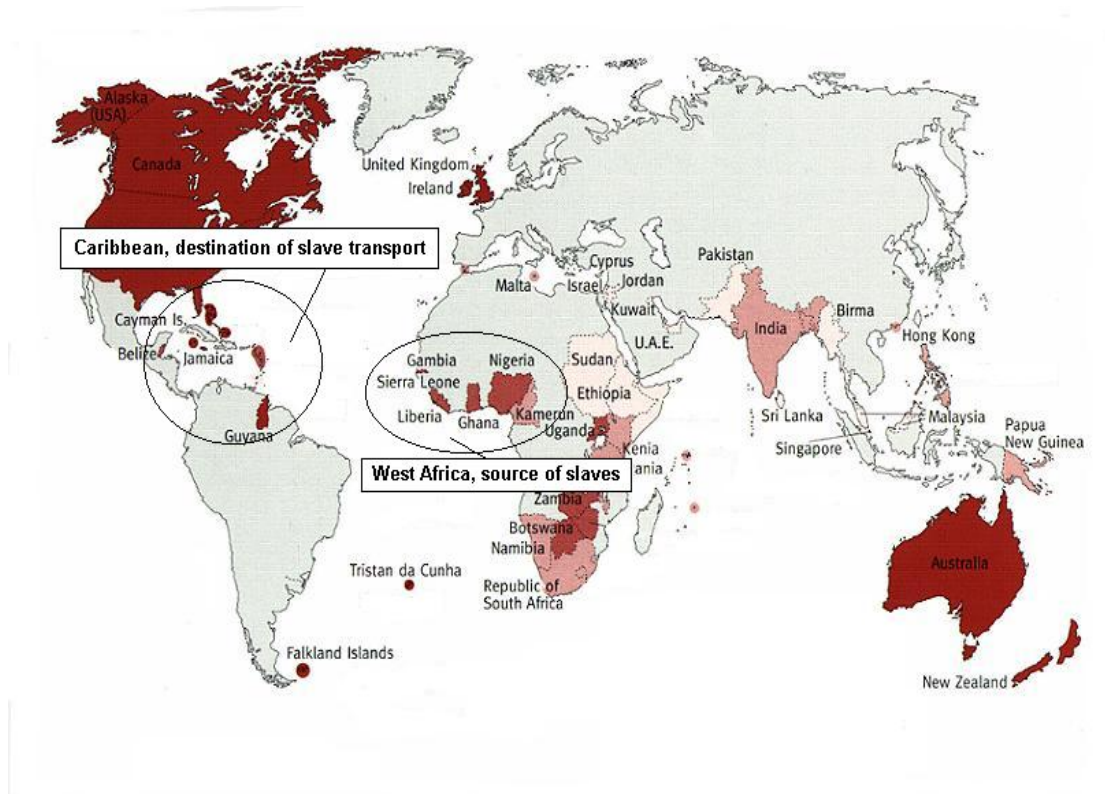 Alaska
(USA)
Canada
United Kingdom
Ireland
Caribbean, destination of slave transport
Cyprus
Pakistan
Malta
Israel
Jordan
Kuwait
Birma
Cayman Is.
India
Hong Kong
U.A.E.
Belize
Jamaica
Gambia
Nigeria
Sudan
Sierra Leone
Ethiopia
Liberia
Ghana
Kamerun
Sri Lanka
Malaysia
Guyana
Uganda
Kenia
Singapore
Papua
New Guinea
West Africa, source of slaves
ania
Zambia
Botswana
Namibia
Australia
Tristan da Cunha
Republic of
South Africa
Falkland Islands
New Zealand